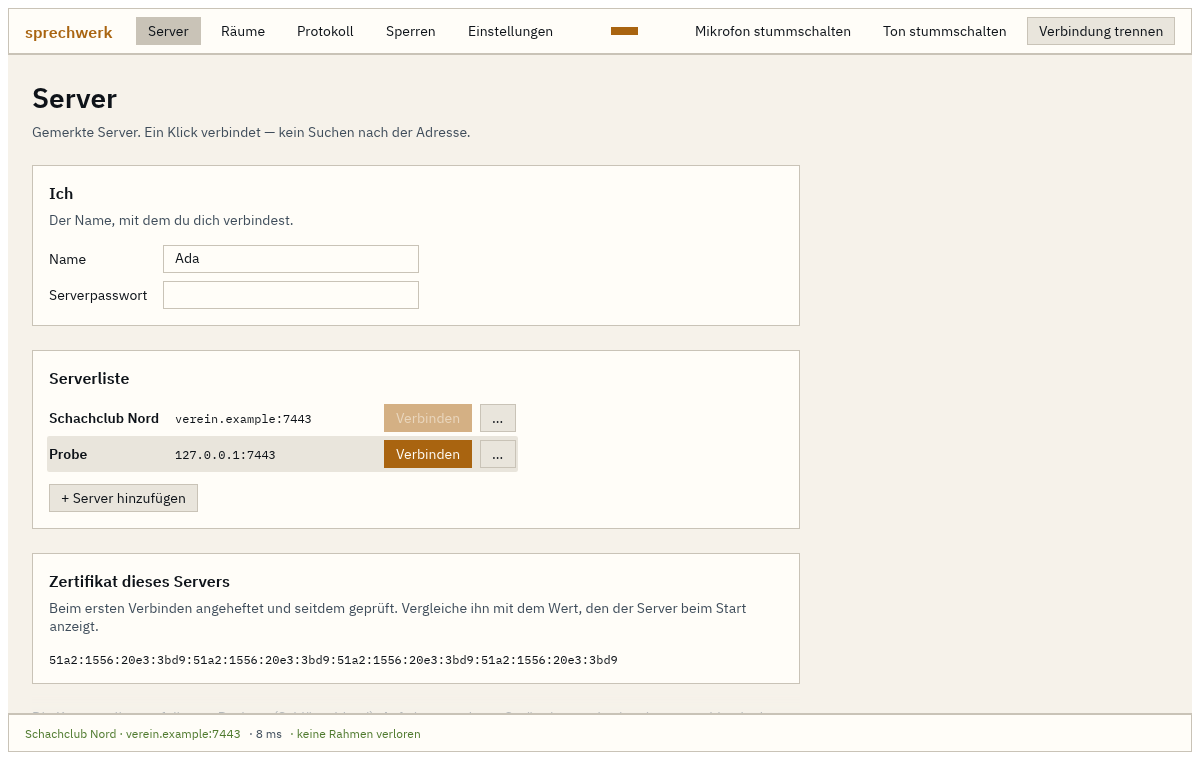 sprechwerk Server Räume Protokoll Sperren Einstellungen Mikrofon stummschalten Ton stummschalten Verbindung trennen
Server
Gemerkte Server. Ein Klick verbindet — kein Suchen nach der Adresse.
Ich
Der Name, mit dem du dich verbindest.
Name Ada
Serverpasswort
Serverliste
Schachclub Nord verein.example:7443 Verbinden ...
Probe 127.0.0.1:7443 Verbinden ...
+ Server hinzufügen
Zertifikat dieses Servers
Beim ersten Verbinden angeheftet und seitdem geprüft. Vergleiche ihn mit dem Wert, den der Server beim Start
anzeigt.
51a2:1556:20e3:3bd9:51a2:1556:20e3:3bd9:51a2:1556:20e3:3bd9:51a2:1556:20e3:3bd9
Schachclub Nord · verein.example:7443 · 8 ms · keine Rahmen verloren